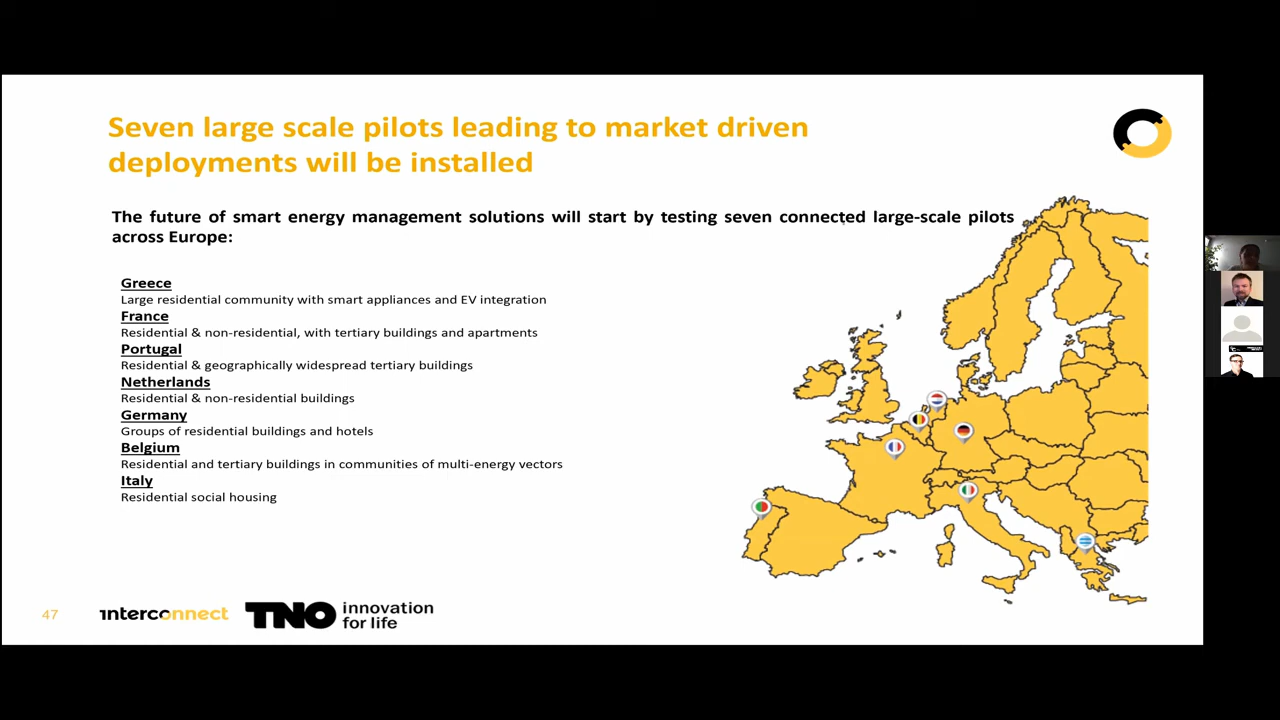 Seven large scale pilots leading to market driven
deployments will be installed
The future of smart energy management solutions will start by testing seven connected large-scale pilots
across Europe:
Greece
Large residential community with smart appliances and EV integration
France
Residential & non-residential, with tertiary buildings and apartments
Portugal
Residential & geographically widespread tertiary buildings
Netherlands
Residential & non-residential buildings
Germany
Groups of residential buildings and hotels
Belgium
Residential and tertiary buildings in communities of multi-energy vectors
Italy
Residential social housing
47
interconnect
TNO innovation
for life